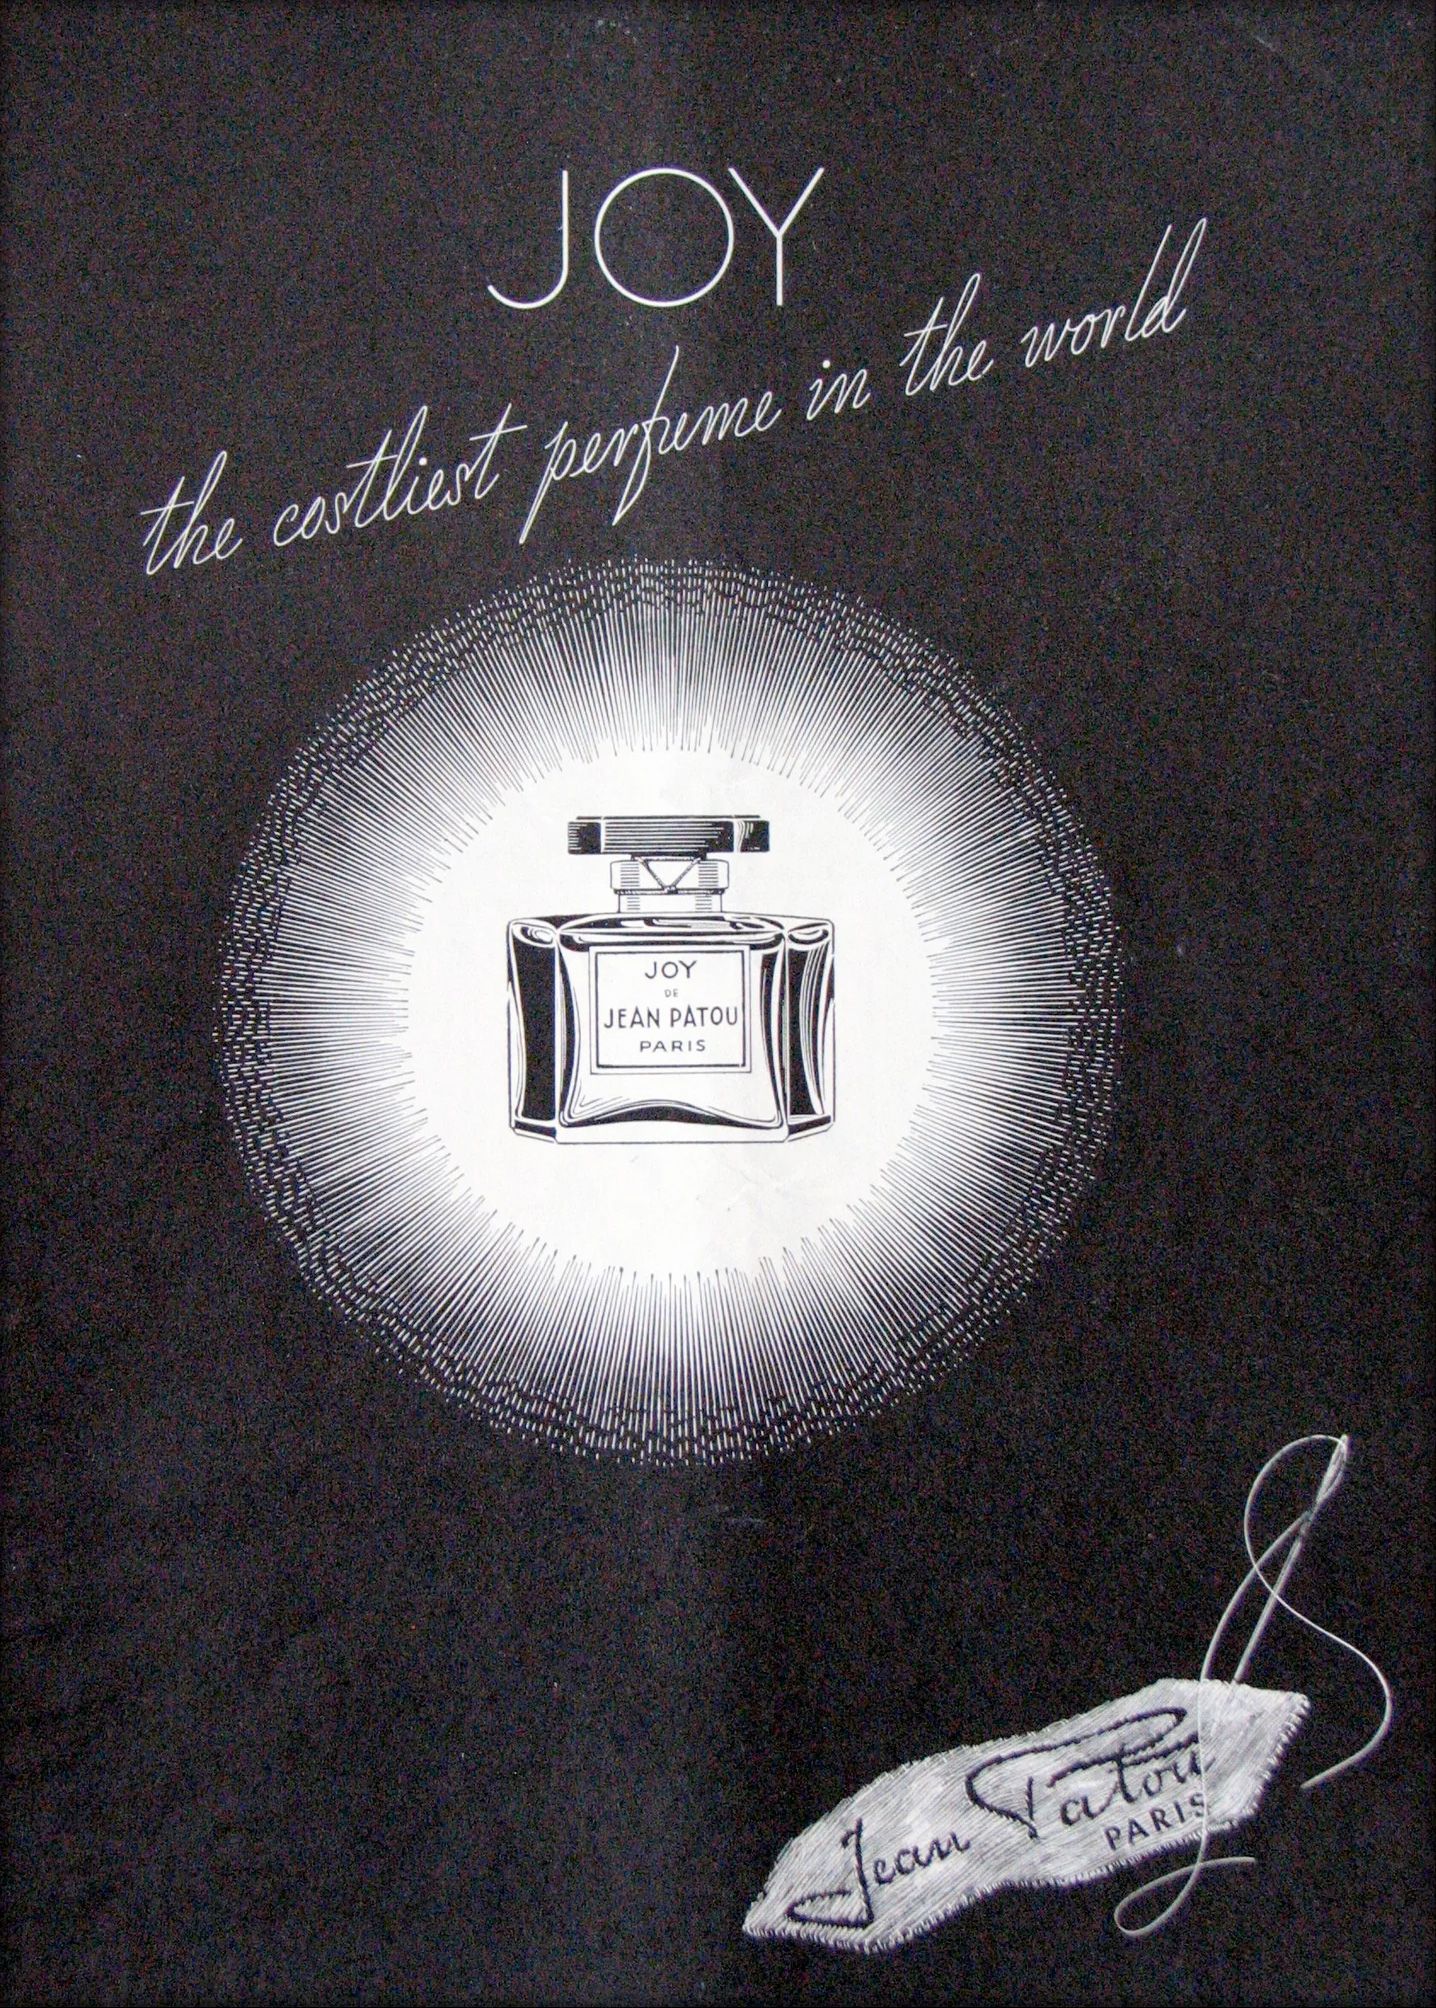 JOY
the costliest perfume in the world
JOY
DE
JEAN PATOU
PARIS
Jean Patou
PARIS